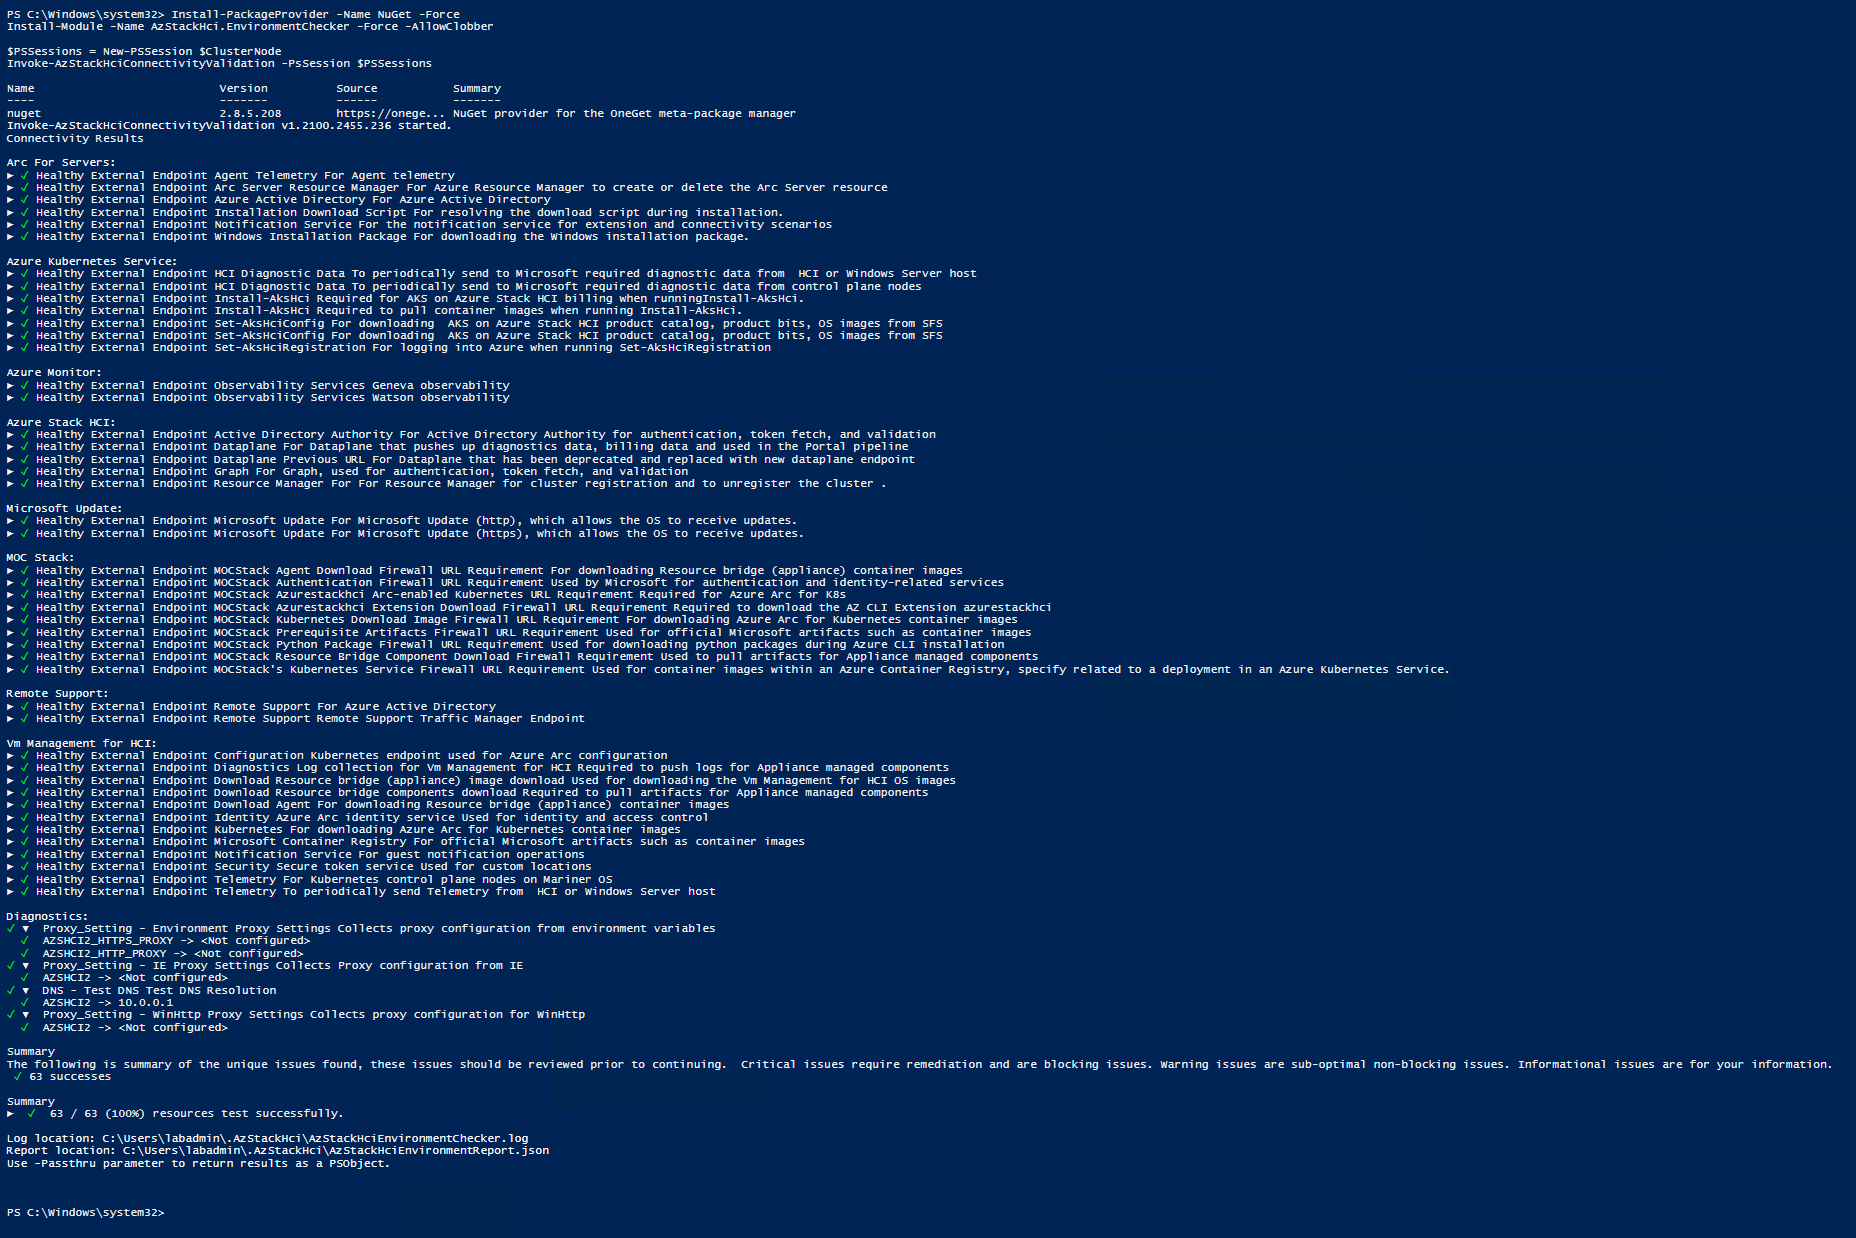 PS C:\Windows\system32> Install-PackageProvider -Name NuGet -Force
Install-Module -Name AzStackHci.EnvironmentChecker -Force -AllowClobber
$PSSessions = New-PSSession $ClusterNode
Invoke-AzStackHciConnectivityValidation -PsSession $PSSessions
Name Version Source Summary
---- ------- ------ -------
nuget 2.8.5.208 https://onege... NuGet provider for the OneGet meta-package manager
Invoke-AzStackHciConnectivityValidation v1.2100.2455.236 started.
Connectivity Results
Arc For Servers:
► ✓ Healthy External Endpoint Agent Telemetry For Agent telemetry
► ✓ Healthy External Endpoint Arc Server Resource Manager For Azure Resource Manager to create or delete the Arc Server resource
► ✓ Healthy External Endpoint Azure Active Directory For Azure Active Directory
► ✓ Healthy External Endpoint Installation Download Script For resolving the download script during installation.
► ✓ Healthy External Endpoint Notification Service For the notification service for extension and connectivity scenarios
► ✓ Healthy External Endpoint Windows Installation Package For downloading the Windows installation package.
Azure Kubernetes Service:
► ✓ Healthy External Endpoint HCI Diagnostic Data To periodically send to Microsoft required diagnostic data from  HCI or Windows Server host
► ✓ Healthy External Endpoint HCI Diagnostic Data To periodically send to Microsoft required diagnostic data from control plane nodes
► ✓ Healthy External Endpoint Install-AksHci Required for AKS on Azure Stack HCI billing when runningInstall-AksHci.
► ✓ Healthy External Endpoint Install-AksHci Required to pull container images when running Install-AksHci.
► ✓ Healthy External Endpoint Set-AksHciConfig For downloading  AKS on Azure Stack HCI product catalog, product bits, OS images from SFS
► ✓ Healthy External Endpoint Set-AksHciConfig For downloading  AKS on Azure Stack HCI product catalog, product bits, OS images from SFS
► ✓ Healthy External Endpoint Set-AksHciRegistration For logging into Azure when running Set-AksHciRegistration
Azure Monitor:
► ✓ Healthy External Endpoint Observability Services Geneva observability
► ✓ Healthy External Endpoint Observability Services Watson observability
Azure Stack HCI:
► ✓ Healthy External Endpoint Active Directory Authority For Active Directory Authority for authentication, token fetch, and validation
► ✓ Healthy External Endpoint Dataplane For Dataplane that pushes up diagnostics data, billing data and used in the Portal pipeline
► ✓ Healthy External Endpoint Dataplane Previous URL For Dataplane that has been deprecated and replaced with new dataplane endpoint
► ✓ Healthy External Endpoint Graph For Graph, used for authentication, token fetch, and validation
► ✓ Healthy External Endpoint Resource Manager For For Resource Manager for cluster registration and to unregister the cluster .
Microsoft Update:
► ✓ Healthy External Endpoint Microsoft Update For Microsoft Update (http), which allows the OS to receive updates.
► ✓ Healthy External Endpoint Microsoft Update For Microsoft Update (https), which allows the OS to receive updates.
MOC Stack:
► ✓ Healthy External Endpoint MOCStack Agent Download Firewall URL Requirement For downloading Resource bridge (appliance) container images
► ✓ Healthy External Endpoint MOCStack Authentication Firewall URL Requirement Used by Microsoft for authentication and identity-related services
► ✓ Healthy External Endpoint MOCStack Azurestackhci Arc-enabled Kubernetes URL Requirement Required for Azure Arc for K8s
► ✓ Healthy External Endpoint MOCStack Azurestackhci Extension Download Firewall URL Requirement Required to download the AZ CLI Extension azurestackhci
► ✓ Healthy External Endpoint MOCStack Kubernetes Download Image Firewall URL Requirement For downloading Azure Arc for Kubernetes container images
► ✓ Healthy External Endpoint MOCStack Prerequisite Artifacts Firewall URL Requirement Used for official Microsoft artifacts such as container images
► ✓ Healthy External Endpoint MOCStack Python Package Firewall URL Requirement Used for downloading python packages during Azure CLI installation
► ✓ Healthy External Endpoint MOCStack Resource Bridge Component Download Firewall Requirement Used to pull artifacts for Appliance managed components
► ✓ Healthy External Endpoint MOCStack's Kubernetes Service Firewall URL Requirement Used for container images within an Azure Container Registry, specify related to a deployment in an Azure Kubernetes Service.
Remote Support:
► ✓ Healthy External Endpoint Remote Support For Azure Active Directory
► ✓ Healthy External Endpoint Remote Support Remote Support Traffic Manager Endpoint
Vm Management for HCI:
► ✓ Healthy External Endpoint Configuration Kubernetes endpoint used for Azure Arc configuration
► ✓ Healthy External Endpoint Diagnostics Log collection for Vm Management for HCI Required to push logs for Appliance managed components
► ✓ Healthy External Endpoint Download Resource bridge (appliance) image download Used for downloading the Vm Management for HCI OS images
► ✓ Healthy External Endpoint Download Resource bridge components download Required to pull artifacts for Appliance managed components
► ✓ Healthy External Endpoint Download Agent For downloading Resource bridge (appliance) container images
► ✓ Healthy External Endpoint Identity Azure Arc identity service Used for identity and access control
► ✓ Healthy External Endpoint Kubernetes For downloading Azure Arc for Kubernetes container images
► ✓ Healthy External Endpoint Microsoft Container Registry For official Microsoft artifacts such as container images
► ✓ Healthy External Endpoint Notification Service For guest notification operations
► ✓ Healthy External Endpoint Security Secure token service Used for custom locations
► ✓ Healthy External Endpoint Telemetry For Kubernetes control plane nodes on Mariner OS
► ✓ Healthy External Endpoint Telemetry To periodically send Telemetry from  HCI or Windows Server host
Diagnostics:
✓ ▼ Proxy_Setting - Environment Proxy Settings Collects proxy configuration from environment variables
✓ AZSHCI2_HTTPS_PROXY -> <Not configured>
✓ AZSHCI2_HTTP_PROXY -> <Not configured>
✓ ▼ Proxy_Setting - IE Proxy Settings Collects Proxy configuration from IE
✓ AZSHCI2 -> <Not configured>
✓ ▼ DNS - Test DNS Test DNS Resolution
✓ AZSHCI2 -> 10.0.0.1
✓ ▼ Proxy_Setting - WinHttp Proxy Settings Collects proxy configuration for WinHttp
✓ AZSHCI2 -> <Not configured>
Summary
The following is summary of the unique issues found, these issues should be reviewed prior to continuing.  Critical issues require remediation and are blocking issues. Warning issues are sub-optimal non-blocking issues. Informational issues are for your information.
✓ 63 successes
Summary
► ✓ 63 / 63 (100%) resources test successfully.
Log location: C:\Users\labadmin\.AzStackHci\AzStackHciEnvironmentChecker.log
Report location: C:\Users\labadmin\.AzStackHci\AzStackHciEnvironmentReport.json
Use -Passthru parameter to return results as a PSObject.
PS C:\Windows\system32>